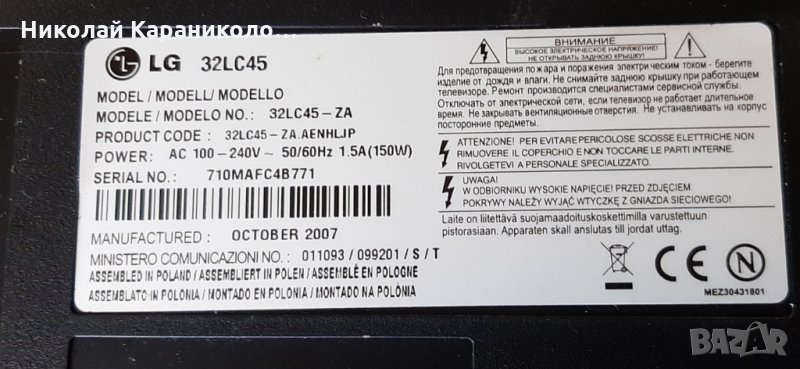 Николай Караниколо...
LG 32LC45
MODEL / MODELL/ MODELLO
MODELE / MODELO NO.: 32LC45-ZA
PRODUCT CODE : 32LC45-ZA.AENHLJP
POWER: AC 100-240V~ 50/60Hz 1.5A(150W)
SERIAL NO.: 710MAFC4B771
MANUFACTURED : OCTOBER 2007
MINISTERO COMUNICAZIONI NO. : 011093 / 099201 / S / T
ASSEMBLED IN POLAND / ASSEMBLIERT IN POLEN / ASSEMBLÉ EN POLOGNE
ASSEMBLATO IN POLONIA / MONTADO EN POLONIA / MONTADO NA POLÓNIA
ВНИМАНИЕ
ВЫСОКОЕ ЭЛЕКТРИЧЕСКОЕ НАПРЯЖЕНИЕ!
НЕ ОТКРЫВАТЬ ЗАДНЮЮ КРЫШКУ!
Для предотвращения пожара и поражения электрическим током - берегите
изделие от дождя и влаги. Не снимайте заднюю крышку при работающем
телевизоре. Ремонт производится специалистами сервисной службы.
Отключать от электрической сети, если телевизор не работает длительное
время. Не закрывать вентиляционные отверстия. Не устанавливать на корпус
посторонние предметы.
ATTENZIONE! PER EVITARE PERICOLOSE SCOSSE ELETTRICHE NON
RIMUOVERE IL COPERCHIO E NON TOCCARE LE PARTI INTERNE.
RIVOLGETEVI A PERSONALE SPECIALIZZATO.
UWAGA!
W ODBIORNIKU WYSOKIE NAPIĘCIE! PRZED ZDJĘCIEM
POKRYWY NALEŻY WYJĄĆ WTYCZKĘ Z GNIAZDA SIECIOWEGO!
Laite on liitettävä suojamaadoituskoskettimilla varustettuun
pistorasiaan. Apparaten skall anslutas till jordat uttag.
CE N
MEZ30431801
BAZAR